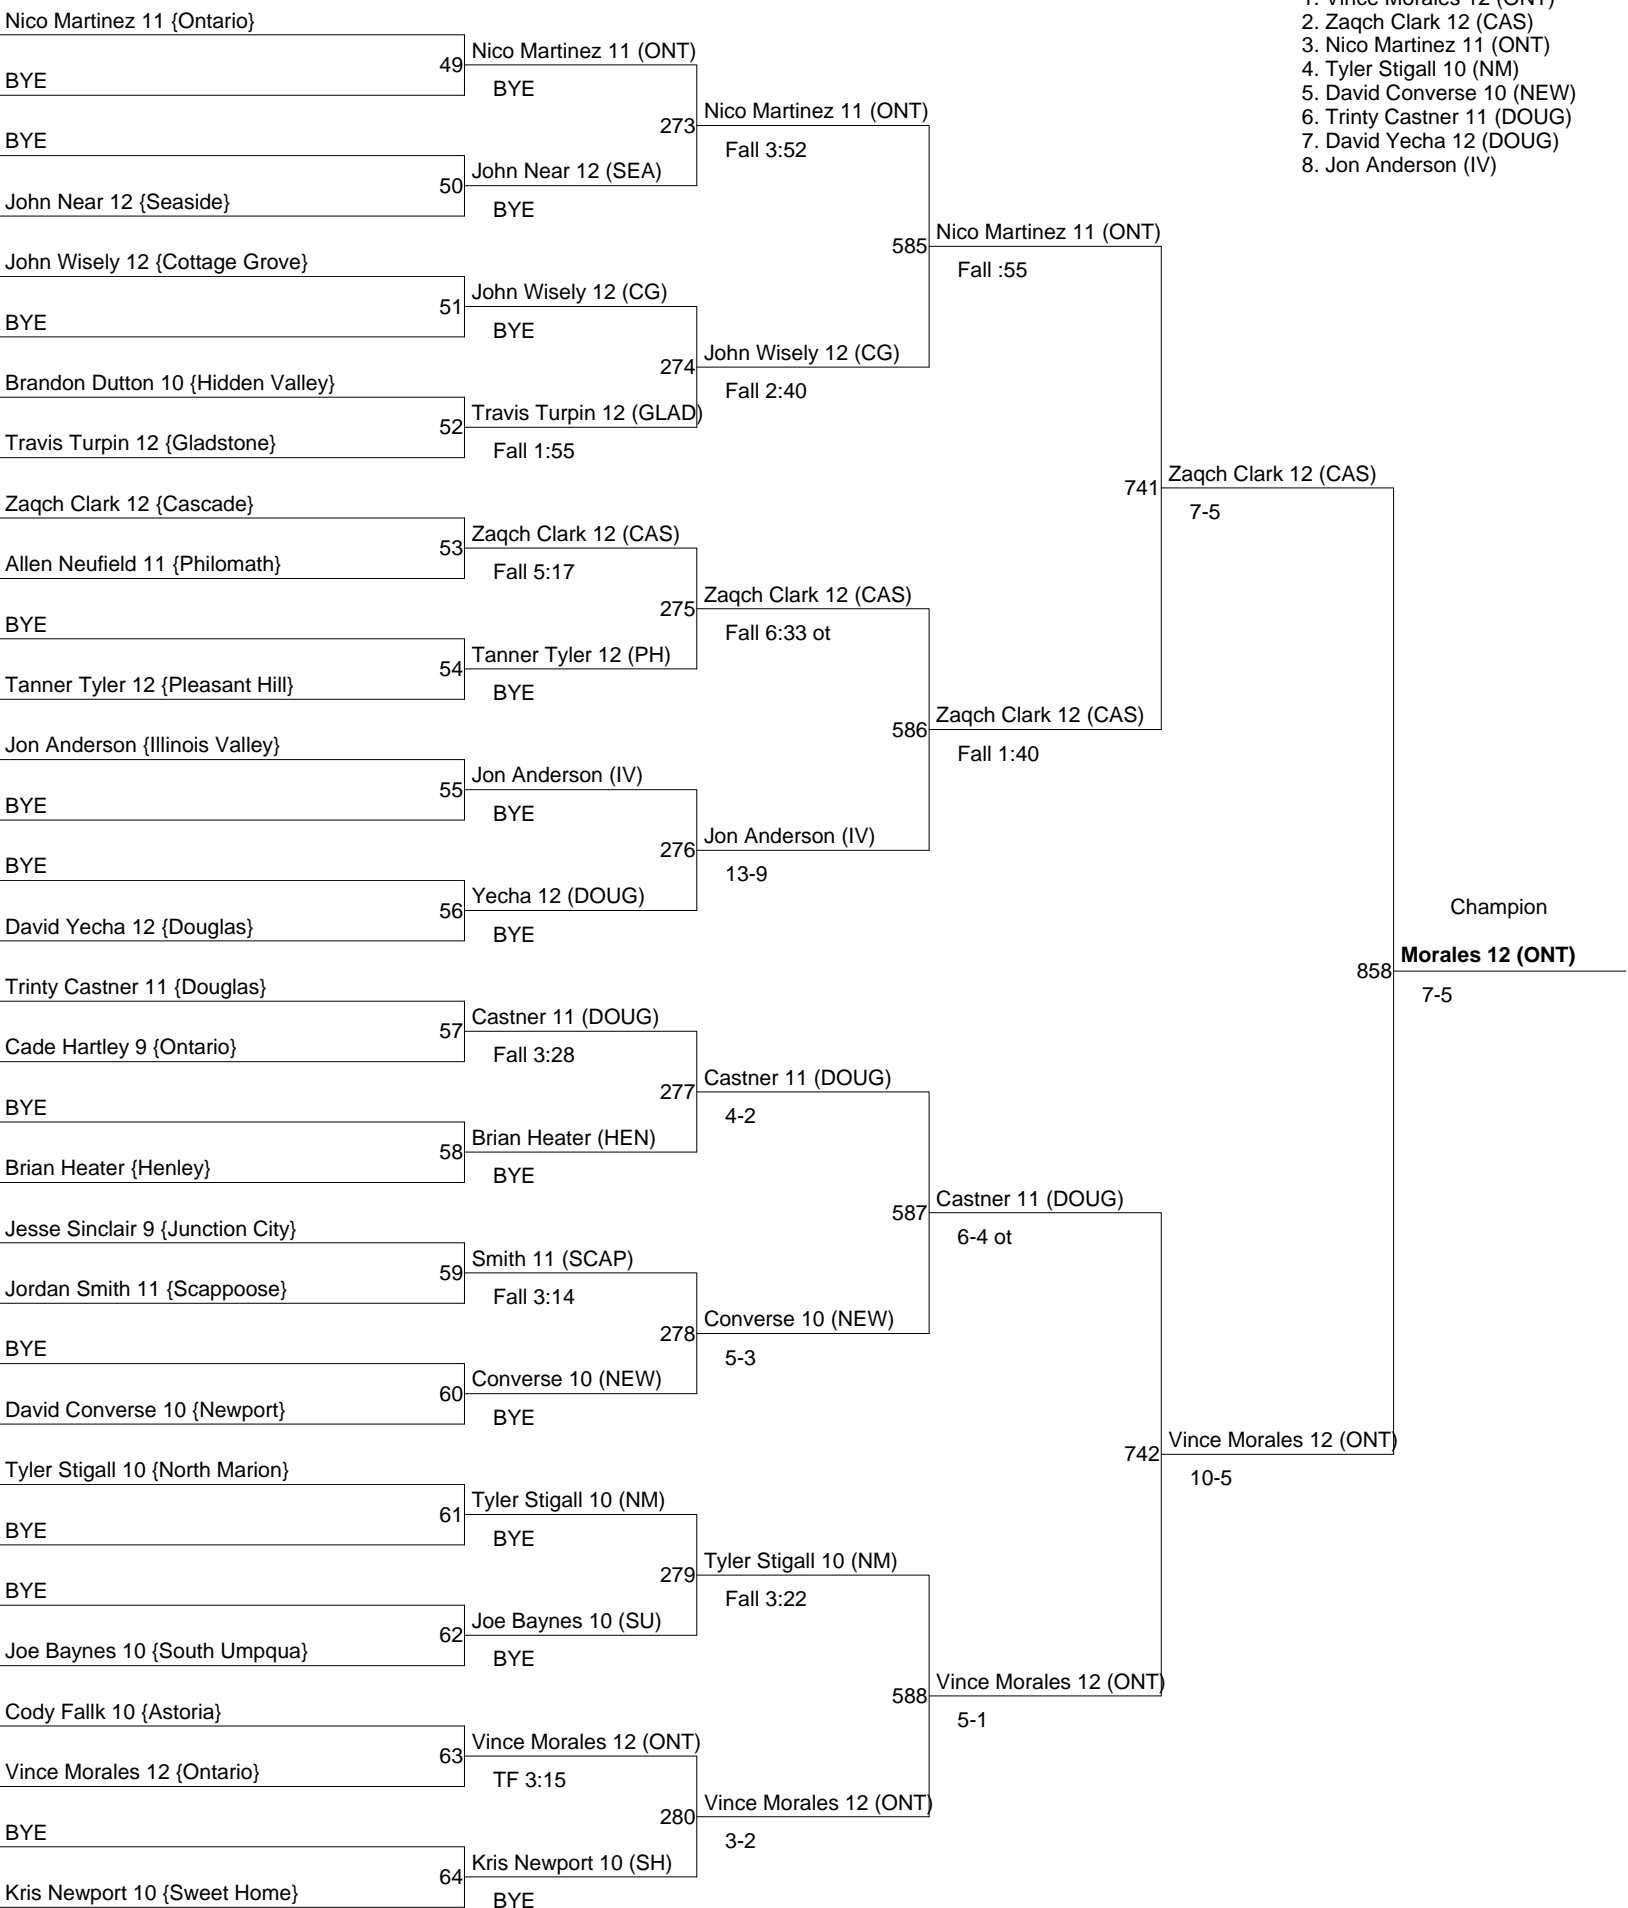 1. Vince Morales 12 (ONT)
2. Zaqch Clark 12 (CAS)
3. Nico Martinez 11 (ONT)
4. Tyler Stigall 10 (NM)
5. David Converse 10 (NEW)
6. Trinty Castner 11 (DOUG)
7. David Yecha 12 (DOUG)
8. Jon Anderson (IV)
Nico Martinez 11 {Ontario}
BYE
BYE
John Near 12 {Seaside}
John Wisely 12 {Cottage Grove}
BYE
Brandon Dutton 10 {Hidden Valley}
Travis Turpin 12 {Gladstone}
Zaqch Clark 12 {Cascade}
Allen Neufield 11 {Philomath}
BYE
Tanner Tyler 12 {Pleasant Hill}
Jon Anderson {Illinois Valley}
BYE
BYE
David Yecha 12 {Douglas}
Trinty Castner 11 {Douglas}
Cade Hartley 9 {Ontario}
BYE
Brian Heater {Henley}
Jesse Sinclair 9 {Junction City}
Jordan Smith 11 {Scappoose}
BYE
David Converse 10 {Newport}
Tyler Stigall 10 {North Marion}
BYE
BYE
Joe Baynes 10 {South Umpqua}
Cody Fallk 10 {Astoria}
Vince Morales 12 {Ontario}
BYE
Kris Newport 10 {Sweet Home}
49 Nico Martinez 11 (ONT)
BYE
50 John Near 12 (SEA)
BYE
51 John Wisely 12 (CG)
BYE
52 Travis Turpin 12 (GLAD)
Fall 1:55
53 Zaqch Clark 12 (CAS)
Fall 5:17
54 Tanner Tyler 12 (PH)
BYE
55 Jon Anderson (IV)
BYE
56 Yecha 12 (DOUG)
BYE
57 Castner 11 (DOUG)
Fall 3:28
58 Brian Heater (HEN)
BYE
59 Smith 11 (SCAP)
Fall 3:14
60 Converse 10 (NEW)
BYE
61 Tyler Stigall 10 (NM)
BYE
62 Joe Baynes 10 (SU)
BYE
63 Vince Morales 12 (ONT)
TF 3:15
64 Kris Newport 10 (SH)
BYE
273 Nico Martinez 11 (ONT)
Fall 3:52
274 John Wisely 12 (CG)
Fall 2:40
275 Zaqch Clark 12 (CAS)
Fall 6:33 ot
276 Jon Anderson (IV)
13-9
277 Castner 11 (DOUG)
4-2
278 Converse 10 (NEW)
5-3
279 Tyler Stigall 10 (NM)
Fall 3:22
280 Vince Morales 12 (ONT)
3-2
585 Nico Martinez 11 (ONT)
Fall :55
586 Zaqch Clark 12 (CAS)
Fall 1:40
587 Castner 11 (DOUG)
6-4 ot
588 Vince Morales 12 (ONT)
5-1
741 Zaqch Clark 12 (CAS)
7-5
742 Vince Morales 12 (ONT)
10-5
Champion
858 Morales 12 (ONT)
7-5